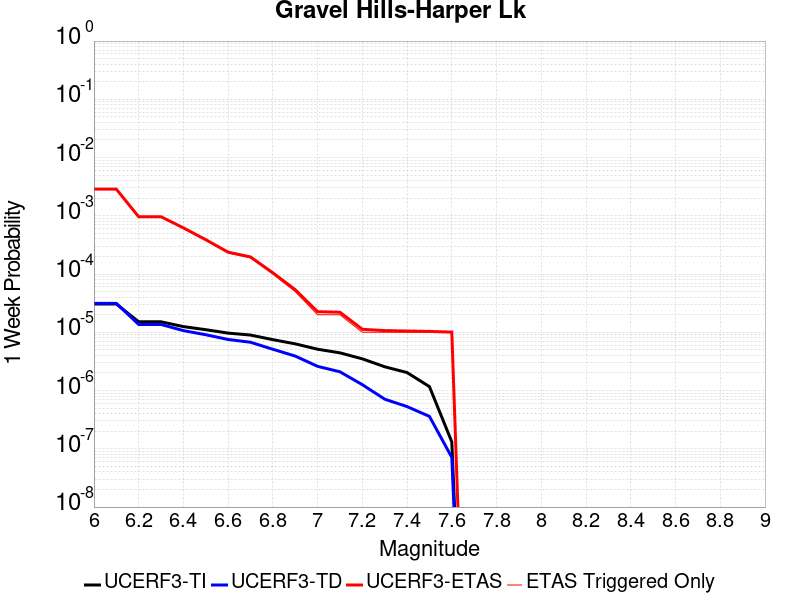 Gravel Hills-Harper Lk
10 0
10 -1
10 -2
10 -3
10 -4
10 -5
10 -6
10 -7
10 -8
1 Week Probability
6 6.2 6.4 6.6 6.8 7 7.2 7.4 7.6 7.8 8 8.2 8.4 8.6 8.8 9
Magnitude
UCERF3-TI UCERF3-TD UCERF3-ETAS ETAS Triggered Only